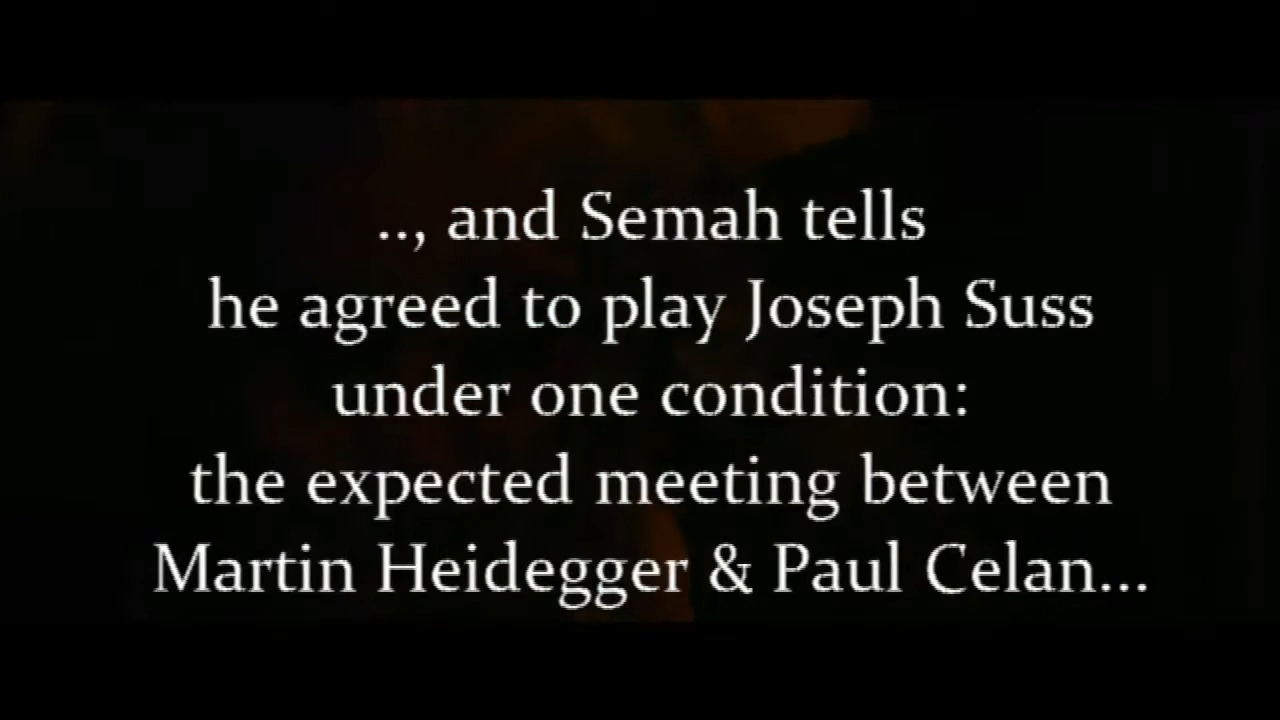 .., and Semah tells
he agreed to play Joseph Suss
under one condition:
the expected meeting between
Martin Heidegger & Paul Celan...